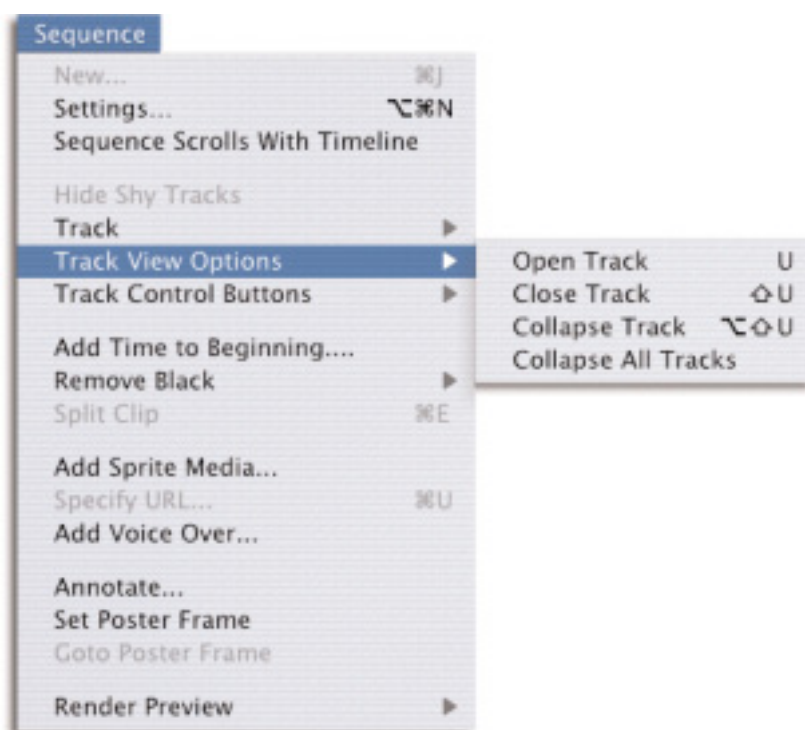 Sequence
New... ⌘J
Settings... ⌥⌘N
Sequence Scrolls With Timeline
Hide Shy Tracks
Track
Track View Options
Track Control Buttons
Add Time to Beginning....
Remove Black
Split Clip ⌘E
Add Sprite Media...
Specify URL... ⌘U
Add Voice Over...
Annotate...
Set Poster Frame
Goto Poster Frame
Render Preview
Open Track U
Close Track ⇧U
Collapse Track ⌥⇧U
Collapse All Tracks